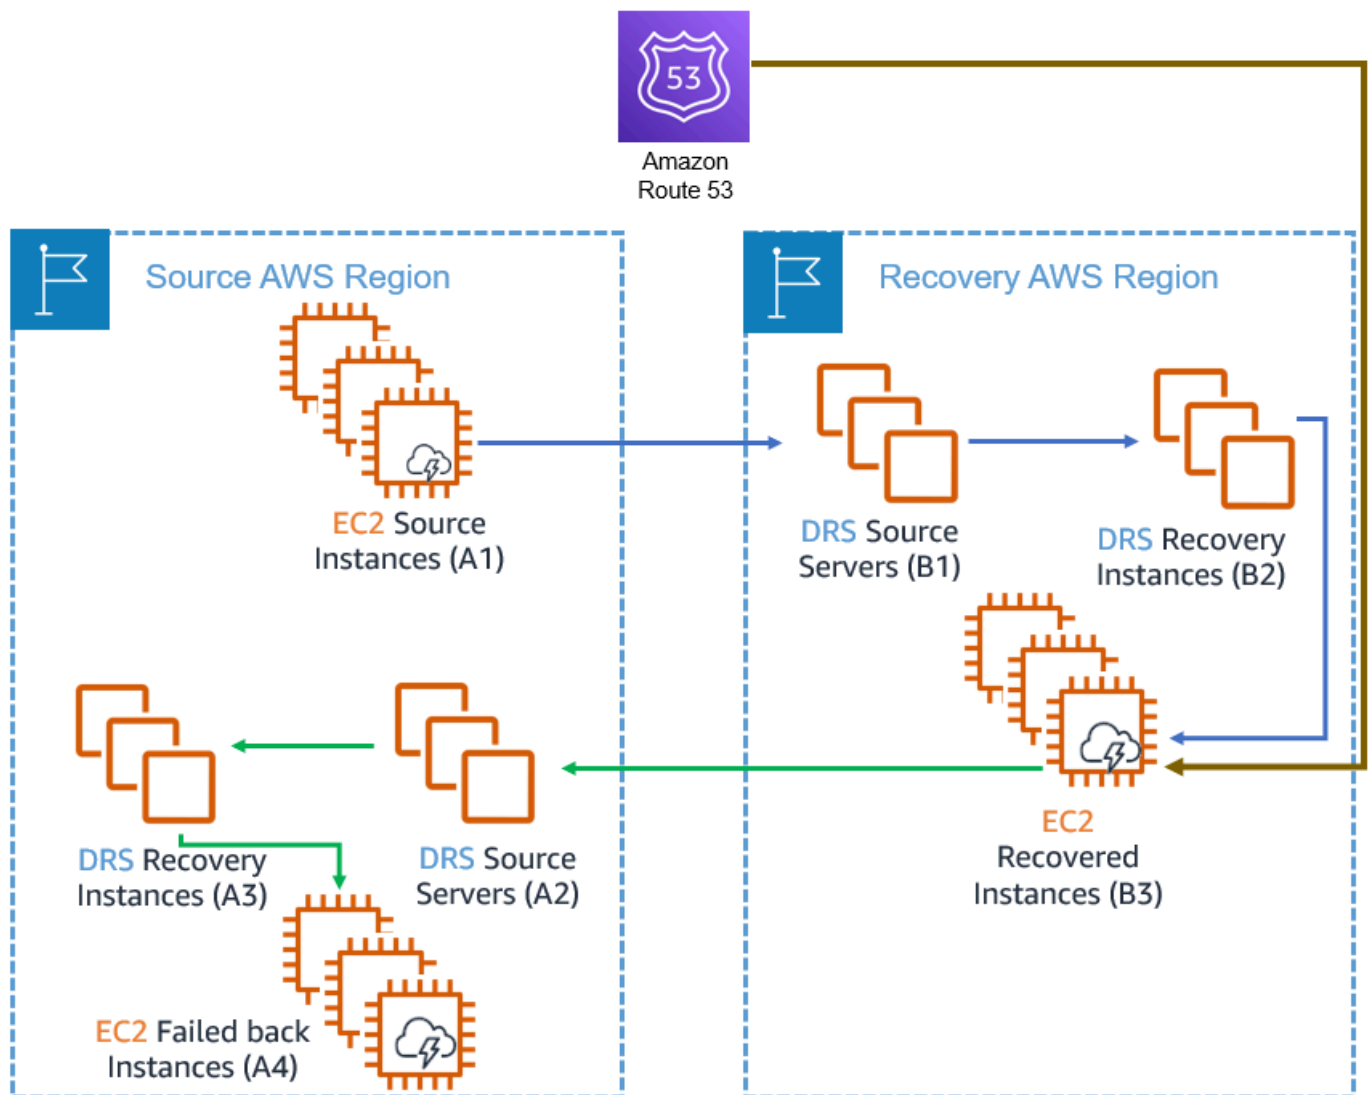 53
Amazon
Route 53
Source AWS Region
Recovery AWS Region
EC2 Source
Instances (A1)
DRS Source
Servers (B1)
DRS Recovery
Instances (B2)
EC2
Recovered
Instances (B3)
DRS Recovery
Instances (A3)
DRS Source
Servers (A2)
EC2 Failed back
Instances (A4)